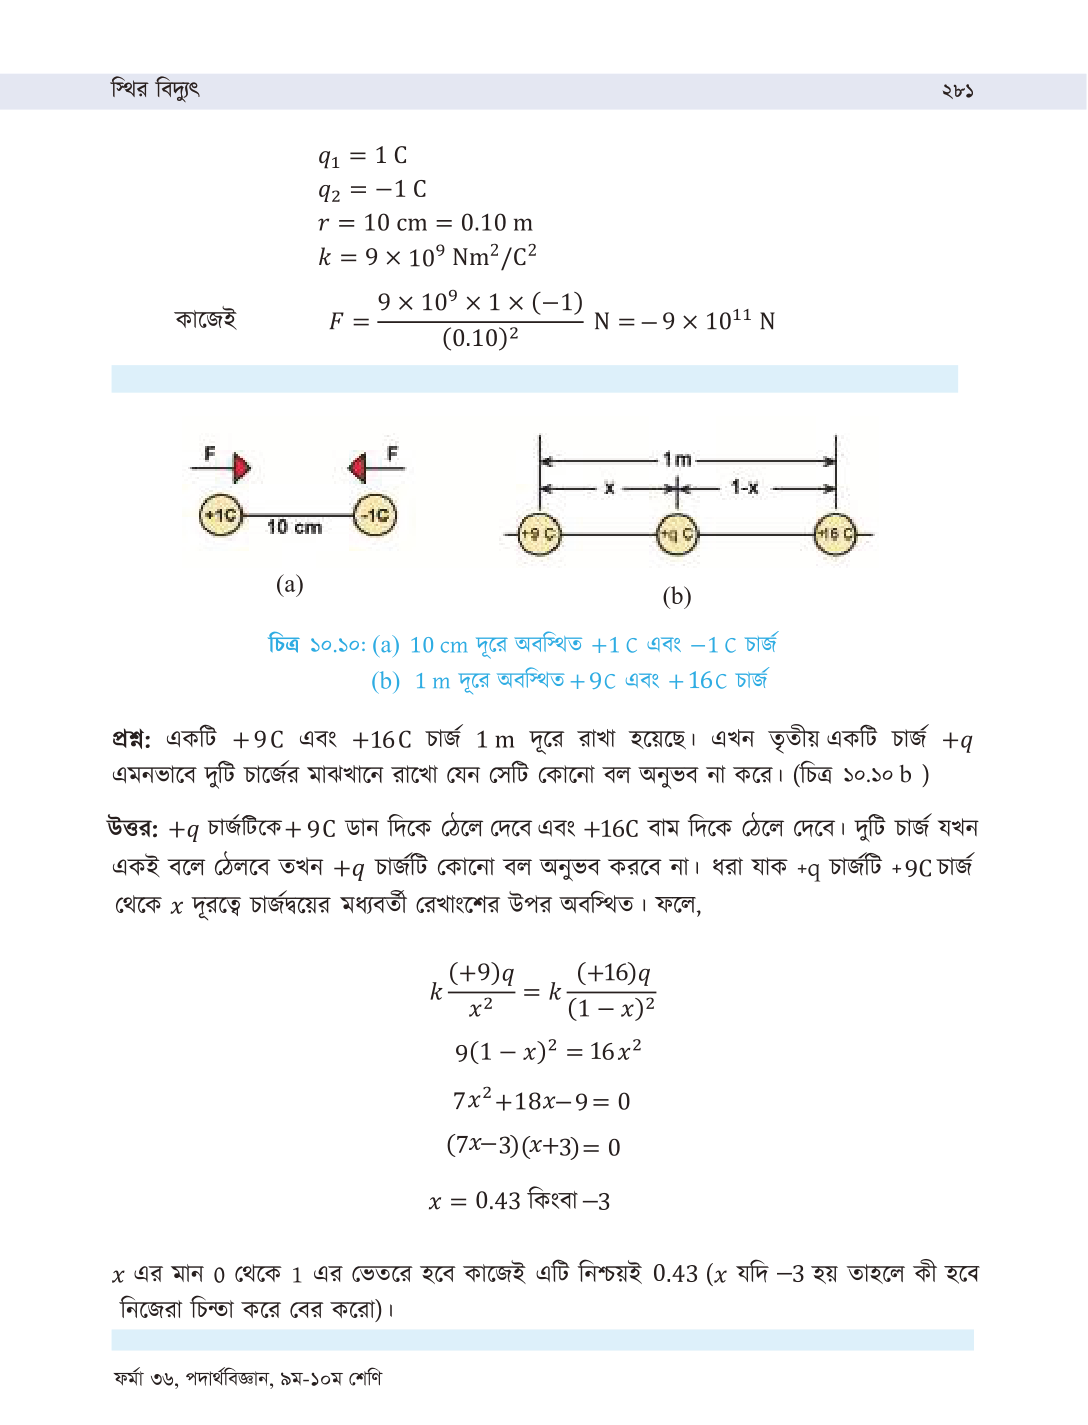 স্থির বিদ্যুৎ ২৮১
q₁ = 1 C
q₂ = −1 C
r = 10 cm = 0.10 m
k = 9 × 10⁹ Nm²/C²
কাজেই F = (9 × 10⁹ × 1 × (−1))/(0.10)² N = − 9 × 10¹¹ N
F F
+1C 10 cm -1C
(a)
1 m
x 1-x
+9 C +q C +16 C
(b)
চিত্র ১০.১০: (a) 10 cm দূরে অবস্থিত +1 C এবং −1 C চার্জ
(b) 1 m দূরে অবস্থিত +9C এবং +16C চার্জ
প্রশ্ন: একটি +9C এবং +16C চার্জ 1 m দূরে রাখা হয়েছে। এখন তৃতীয় একটি চার্জ +q
এমনভাবে দুটি চার্জের মাঝখানে রাখো যেন সেটি কোনো বল অনুভব না করে। (চিত্র ১০.১০ b )
উত্তর: +q চার্জটিকে+ 9C ডান দিকে ঠেলে দেবে এবং +16C বাম দিকে ঠেলে দেবে। দুটি চার্জ যখন
একই বলে ঠেলবে তখন +q চার্জটি কোনো বল অনুভব করবে না। ধরা যাক +q চার্জটি +9C চার্জ
থেকে x দূরত্বে চার্জদ্বয়ের মধ্যবর্তী রেখাংশের উপর অবস্থিত। ফলে,
k (+9)q/x² = k (+16)q/(1 − x)²
9(1 − x)² = 16x²
7x²+18x−9= 0
(7x−3)(x+3)= 0
x = 0.43 কিংবা −3
x এর মান 0 থেকে 1 এর ভেতরে হবে কাজেই এটি নিশ্চয়ই 0.43 (x যদি −3 হয় তাহলে কী হবে
নিজেরা চিন্তা করে বের করো)।
ফর্মা ৩৬, পদার্থবিজ্ঞান, ৯ম-১০ম শ্রেণি